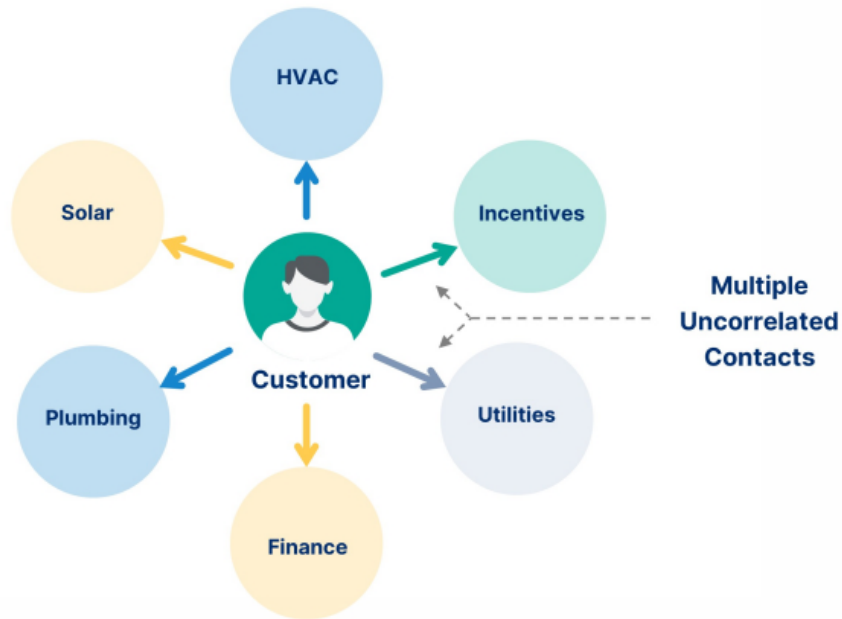 HVAC
Solar
Incentives
Multiple
Uncorrelated
Contacts
Customer
Plumbing
Utilities
Finance